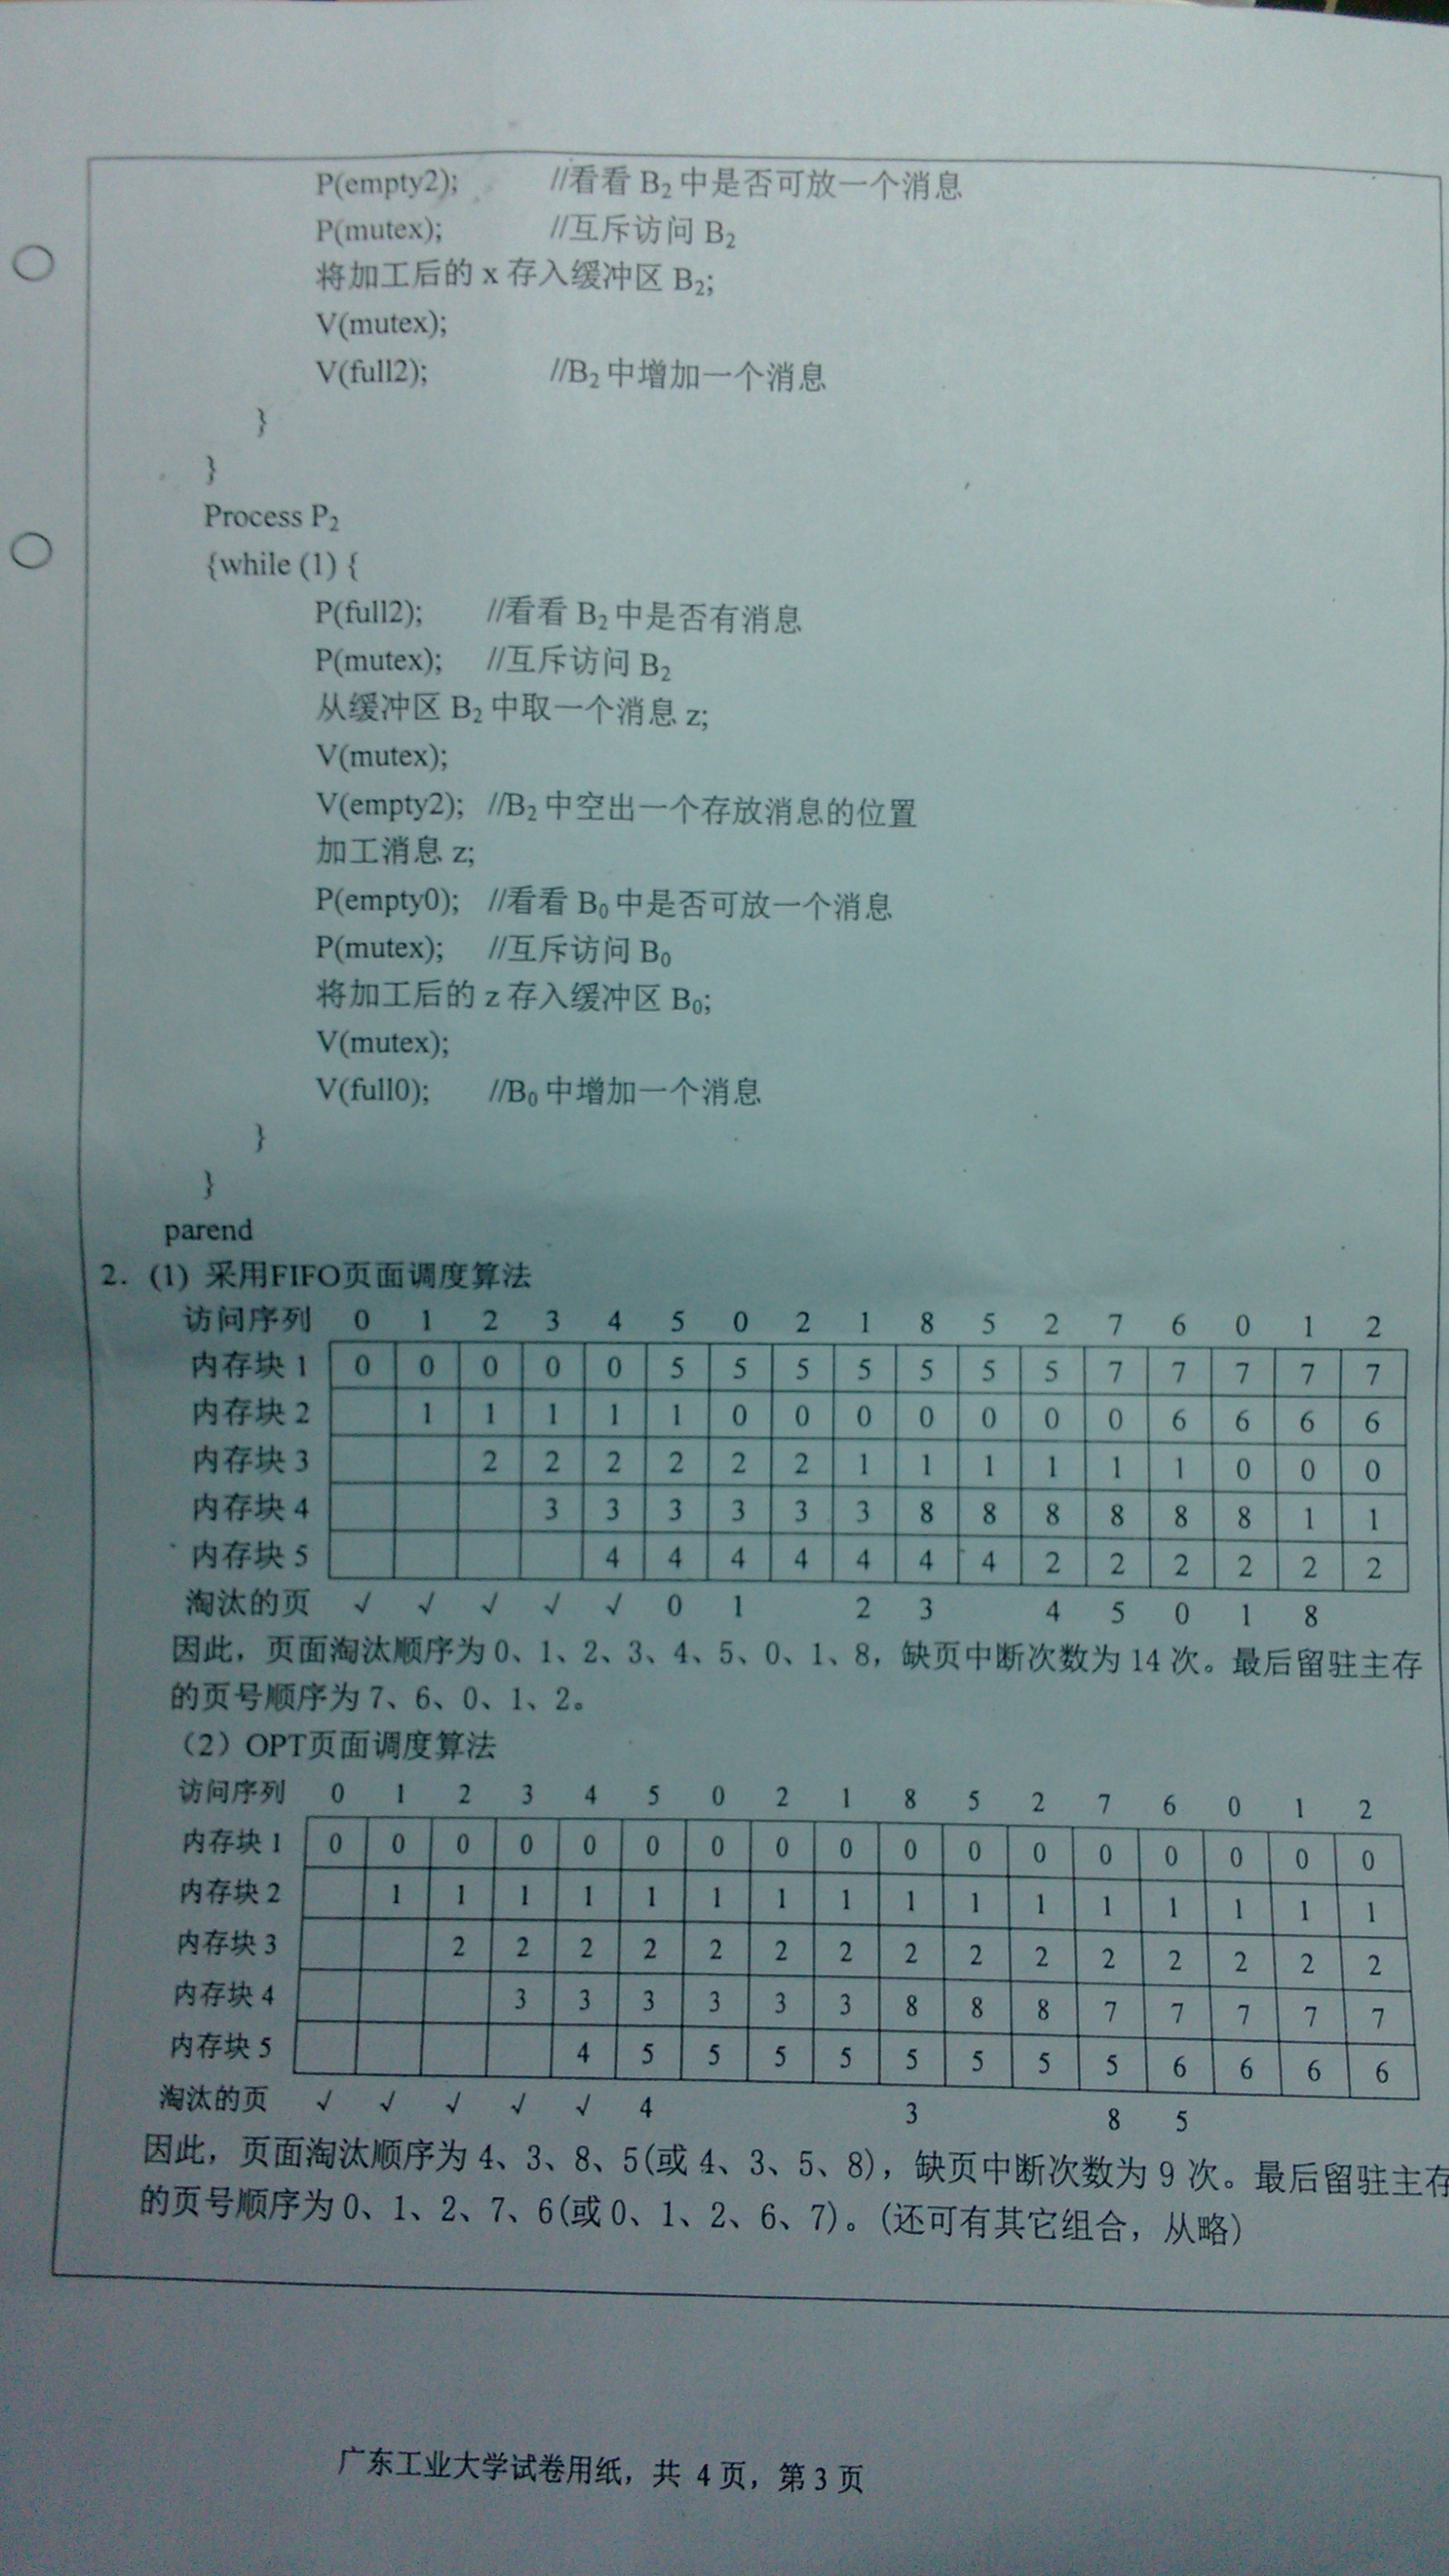 P(empty2); //看看 B₂ 中是否可放一个消息
P(mutex); //互斥访问 B₂
将加工后的 x 存入缓冲区 B₂;
V(mutex);
V(full2); //B₂ 中增加一个消息
}
}
Process P₂
{while (1) {
P(full2); //看看 B₂ 中是否有消息
P(mutex); //互斥访问 B₂
从缓冲区 B₂ 中取一个消息 z;
V(mutex);
V(empty2); //B₂ 中空出一个存放消息的位置
加工消息 z;
P(empty0); //看看 B₀ 中是否可放一个消息
P(mutex); //互斥访问 B₀
将加工后的 z 存入缓冲区 B₀;
V(mutex);
V(full0); //B₀ 中增加一个消息
}
}
parend
2. (1) 采用FIFO页面调度算法
访问序列 0 1 2 3 4 5 0 2 1 8 5 2 7 6 0 1 2
内存块 1 0 0 0 0 0 5 5 5 5 5 5 5 7 7 7 7 7
内存块 2 1 1 1 1 1 0 0 0 0 0 0 0 6 6 6 6
内存块 3 2 2 2 2 2 2 1 1 1 1 1 1 0 0 0
内存块 4 3 3 3 3 3 3 8 8 8 8 8 8 1 1
内存块 5 4 4 4 4 4 4 4 2 2 2 2 2 2
淘汰的页 √ √ √ √ √ 0 1 2 3 4 5 0 1 8
因此，页面淘汰顺序为 0、1、2、3、4、5、0、1、8，缺页中断次数为 14 次。最后留驻主存
的页号顺序为 7、6、0、1、2。
（2）OPT页面调度算法
访问序列 0 1 2 3 4 5 0 2 1 8 5 2 7 6 0 1 2
内存块 1 0 0 0 0 0 0 0 0 0 0 0 0 0 0 0 0 0
内存块 2 1 1 1 1 1 1 1 1 1 1 1 1 1 1 1 1
内存块 3 2 2 2 2 2 2 2 2 2 2 2 2 2 2 2
内存块 4 3 3 3 3 3 3 8 8 8 7 7 7 7 7
内存块 5 4 5 5 5 5 5 5 5 5 6 6 6 6
淘汰的页 √ √ √ √ √ 4 3 8 5
因此，页面淘汰顺序为 4、3、8、5(或 4、3、5、8)，缺页中断次数为 9 次。最后留驻主存
的页号顺序为 0、1、2、7、6(或 0、1、2、6、7)。(还可有其它组合，从略)
广东工业大学试卷用纸，共 4 页，第 3 页